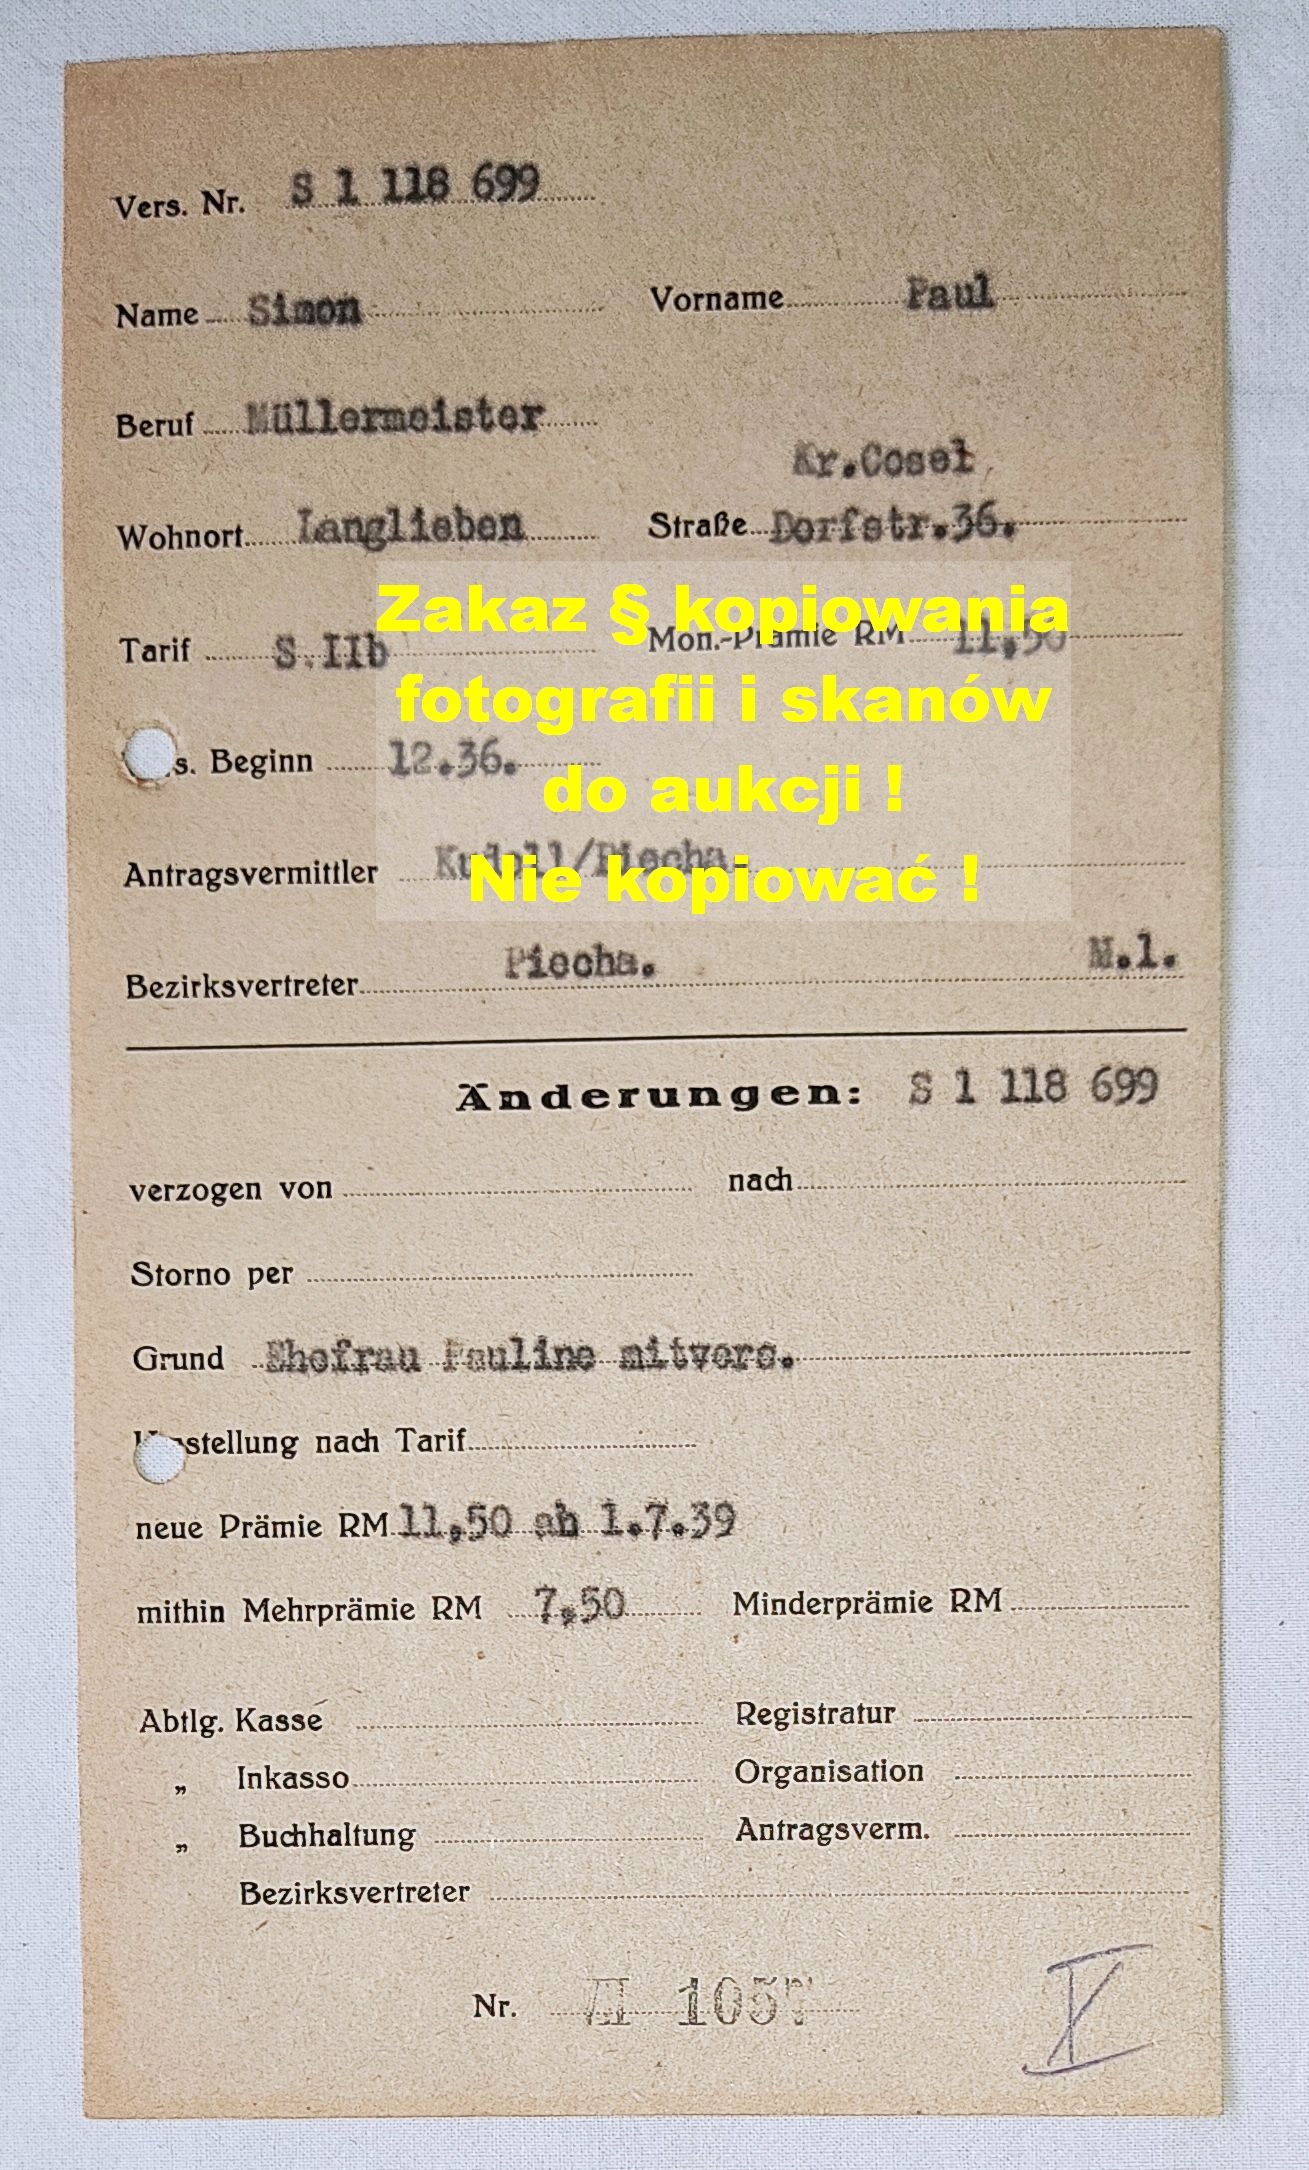 Vers. Nr. S 1 118 699
Name Simon Vorname Paul
Beruf Müllermeister
Kr.Cosel
Wohnort Langlieben Straße Dorfstr.36.
Tarif S.IIb Mon.-Prämie RM 11,50
s. Beginn 12.36.
Antragsvermittler Piecha.
Bezirksvertreter Piecha. M.l.
Zakaz § kopiowania
fotografii i skanów
do aukcji !
Nie kopiować !
Änderungen: S 1 118 699
verzogen von nach
Storno per
Grund Ehefrau Pauline mitvers.
stellung nach Tarif
neue Prämie RM 11,50 ab 1.7.39
mithin Mehrprämie RM 7,50 Minderprämie RM
Abtlg. Kasse Registratur
„ Inkasso Organisation
„ Buchhaltung Antragsverm.
Bezirksvertreter
Nr. 1057